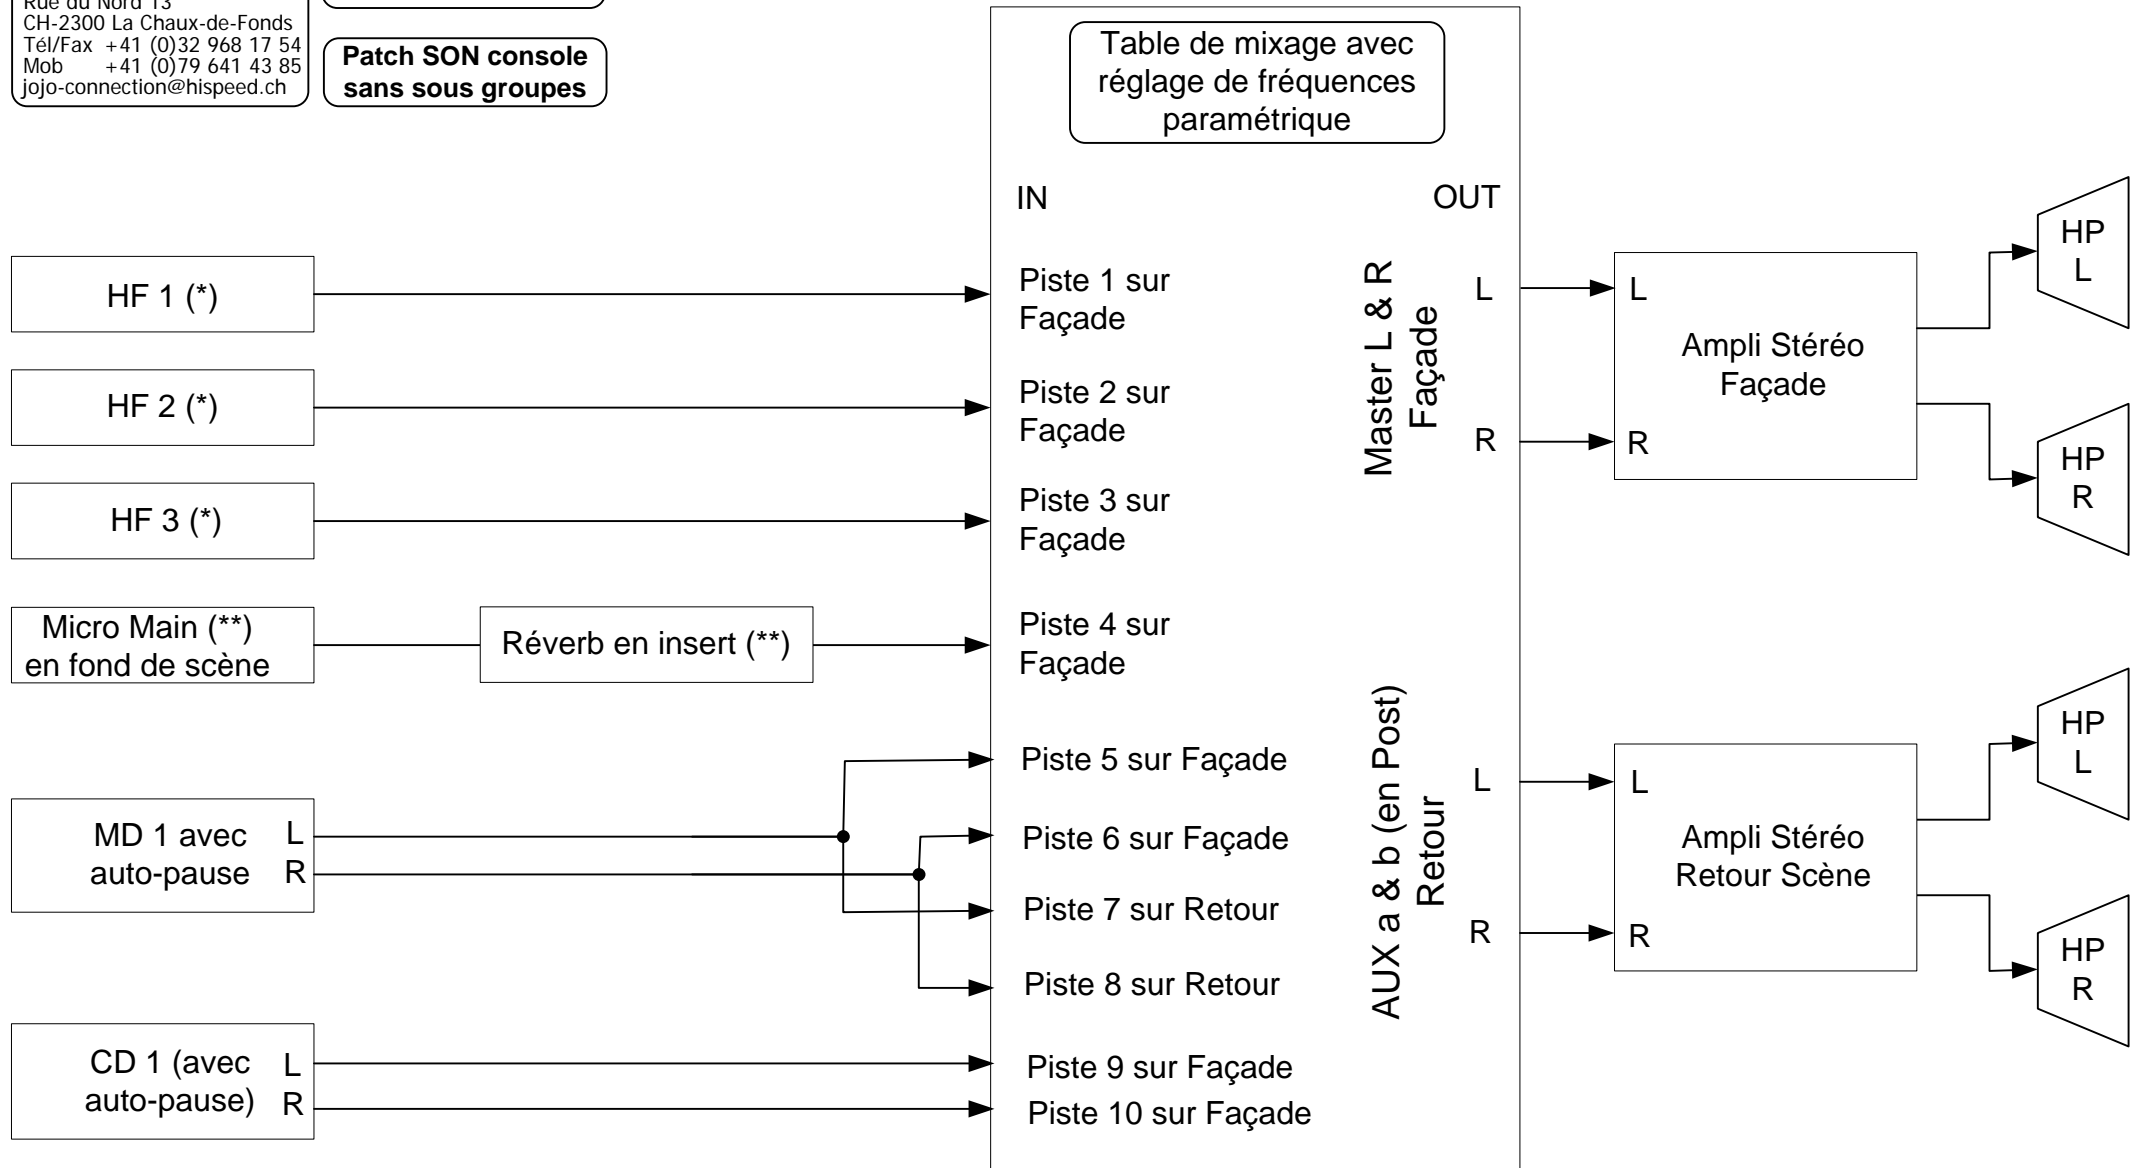 Rue du Nord 13
CH-2300 La Chaux-de-Fonds
Tél/Fax +41 (0)32 968 17 54
Mob +41 (0)79 641 43 85
jojo-connection@hispeed.ch
Patch SON console
sans sous groupes
Table de mixage avec
réglage de fréquences
paramétrique
IN
OUT
HF 1 (*)
HF 2 (*)
HF 3 (*)
Micro Main (**)
en fond de scène
Réverb en insert (**)
MD 1 avec
auto-pause
L
R
CD 1 (avec
auto-pause)
L
R
Piste 1 sur
Façade
Piste 2 sur
Façade
Piste 3 sur
Façade
Piste 4 sur
Façade
Piste 5 sur Façade
Piste 6 sur Façade
Piste 7 sur Retour
Piste 8 sur Retour
Piste 9 sur Façade
Piste 10 sur Façade
Master L & R
Façade
L
R
AUX a & b (en Post)
Retour
L
R
L
R
Ampli Stéréo
Façade
HP
L
HP
R
L
R
Ampli Stéréo
Retour Scène
HP
L
HP
R